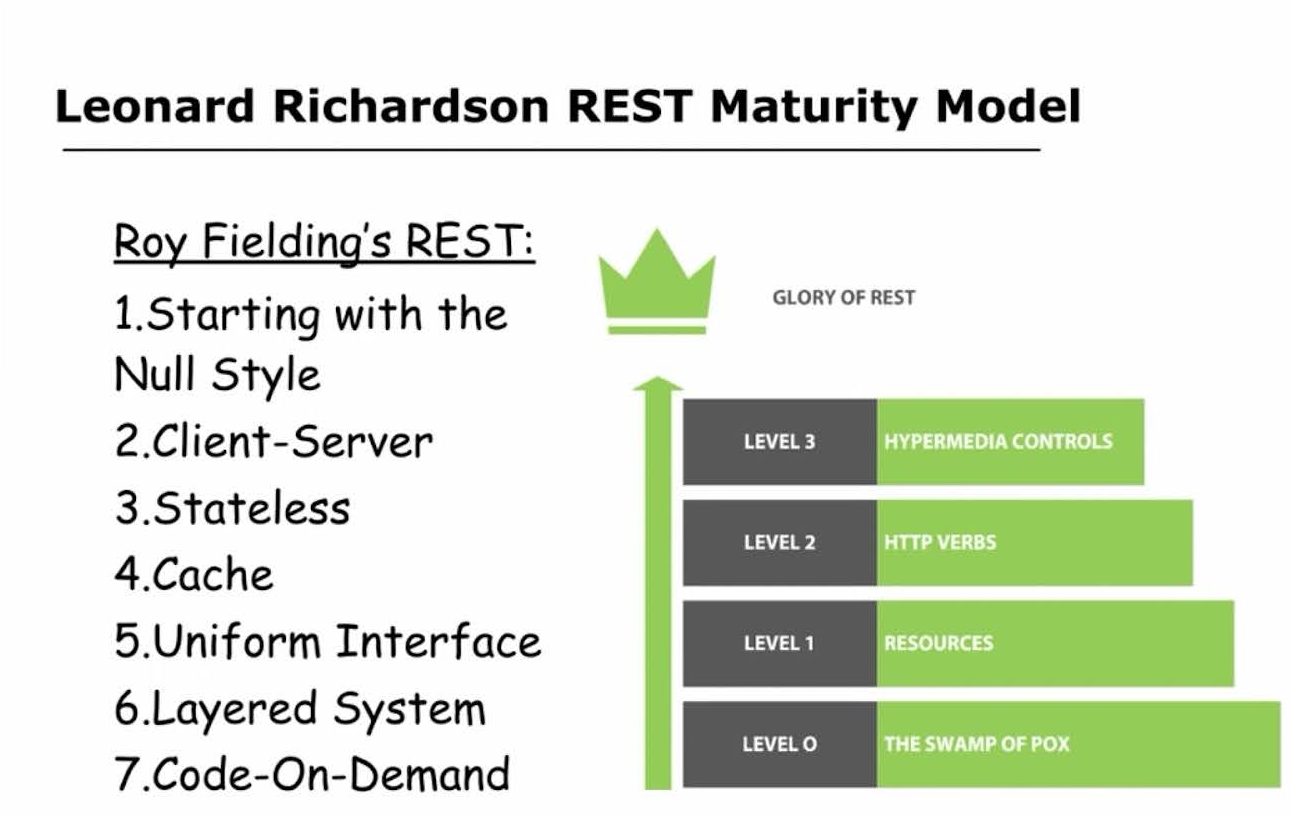 Leonard Richardson REST Maturity Model
Roy Fielding's REST:
1.Starting with the
Null Style
2.Client-Server
3.Stateless
4.Cache
5.Uniform Interface
6.Layered System
7.Code-On-Demand
GLORY OF REST
LEVEL 3 HYPERMEDIA CONTROLS
LEVEL 2 HTTP VERBS
LEVEL 1 RESOURCES
LEVEL 0 THE SWAMP OF POX